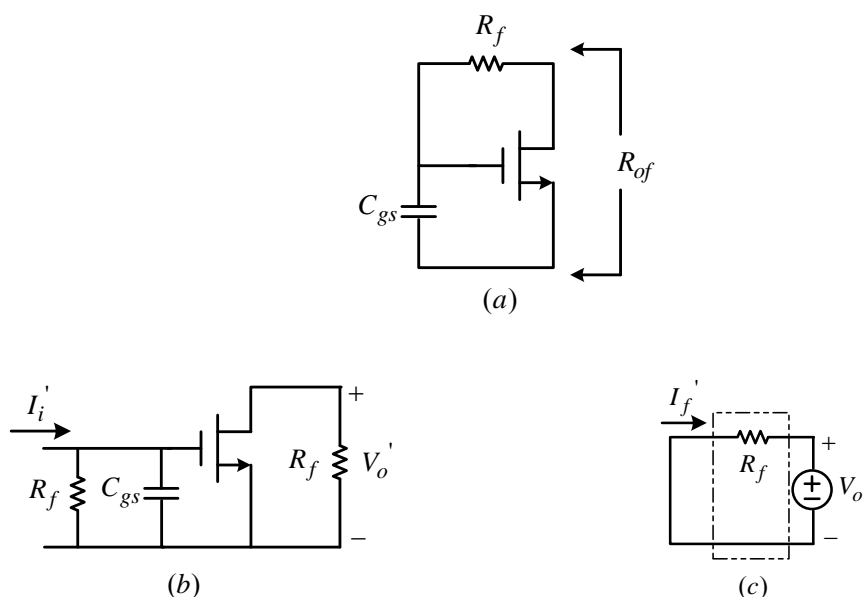 R_f
C_gs
R_of
(a)
I_i'
R_f
C_gs
R_f
+
V_o'
−
(b)
I_f'
R_f
+
V_o
−
(c)